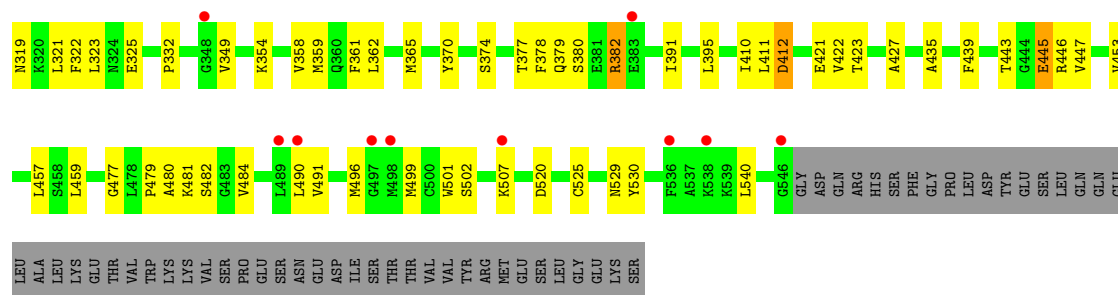 N319 K320 L321 F322 L323 N324 E325 P332 G348 V349 K354 V358 M359 Q360 F361 L362 M365 Y370 S374 T377 F378 Q379 S380 E381 R382 E383 I391 L395 I410 L411 D412 E421 V422 T423 A427 A435 F439 T443 G444 E445 R446 V447 V453
L457 S458 L459 G477 L478 P479 A480 K481 S482 G483 V484 L489 L490 V491 M496 G497 M498 M499 C500 W501 S502 K507 D520 C525 N529 Y530 F536 A537 K538 K539 L540 G546 GLY ASP GLN ARG HIS SER PHE GLY PRO LEU ASP TYR GLU SER LEU GLN GLN
LEU ALA LEU LYS GLU THR VAL TRP LYS LYS VAL SER PRO GLU SER ASN GLU ASP ILE SER THR THR VAL VAL TYR ARG MET GLU SER LEU GLY GLU LYS SER